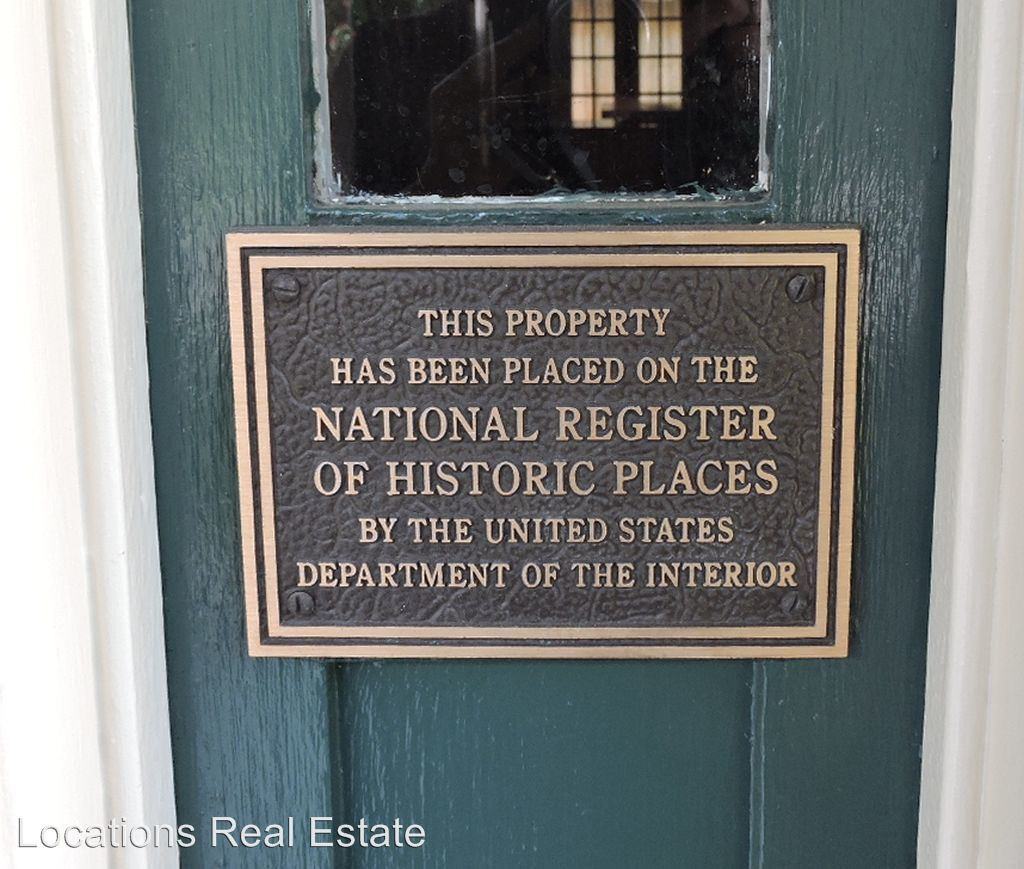 THIS PROPERTY
HAS BEEN PLACED ON THE
NATIONAL REGISTER
OF HISTORIC PLACES
BY THE UNITED STATES
DEPARTMENT OF THE INTERIOR
Locations Real Estate